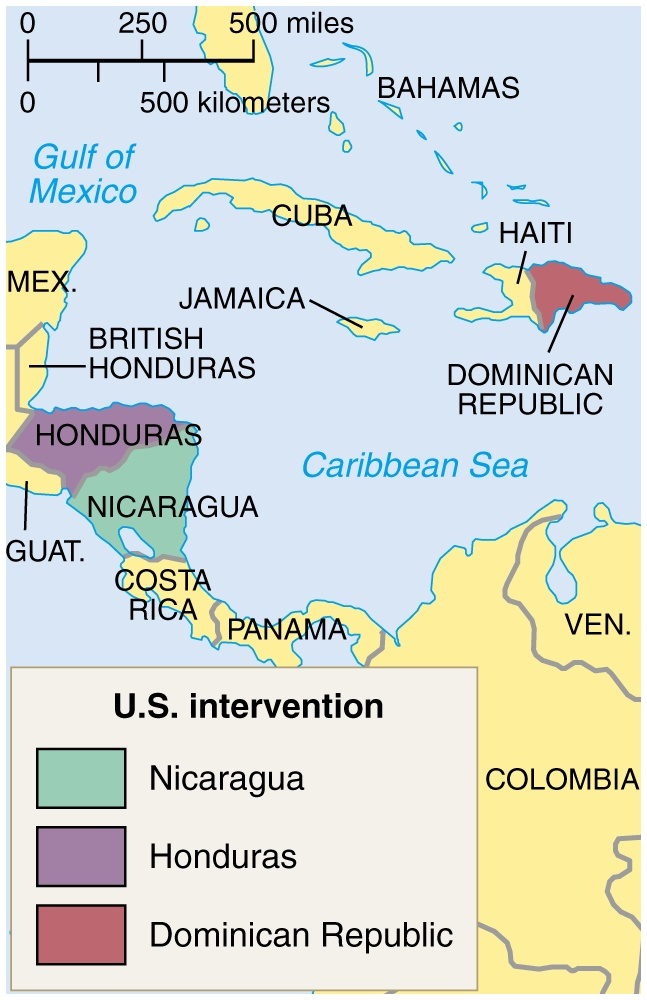 0 250 500 miles
0 500 kilometers
BAHAMAS
Gulf of
Mexico
CUBA
HAITI
MEX.
JAMAICA
BRITISH
HONDURAS
DOMINICAN
REPUBLIC
HONDURAS
Caribbean Sea
NICARAGUA
GUAT.
COSTA
RICA
PANAMA
VEN.
U.S. intervention
Nicaragua
COLOMBIA
Honduras
Dominican Republic